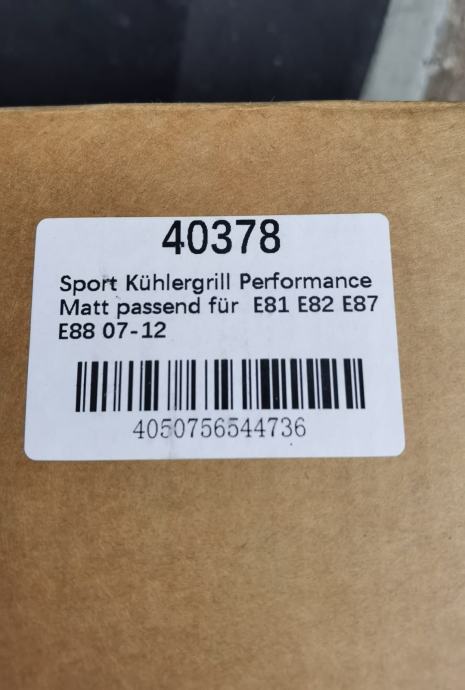 40378
Sport Kühlergrill Performance
Matt passend für E81 E82 E87
E88 07-12
4050756544736